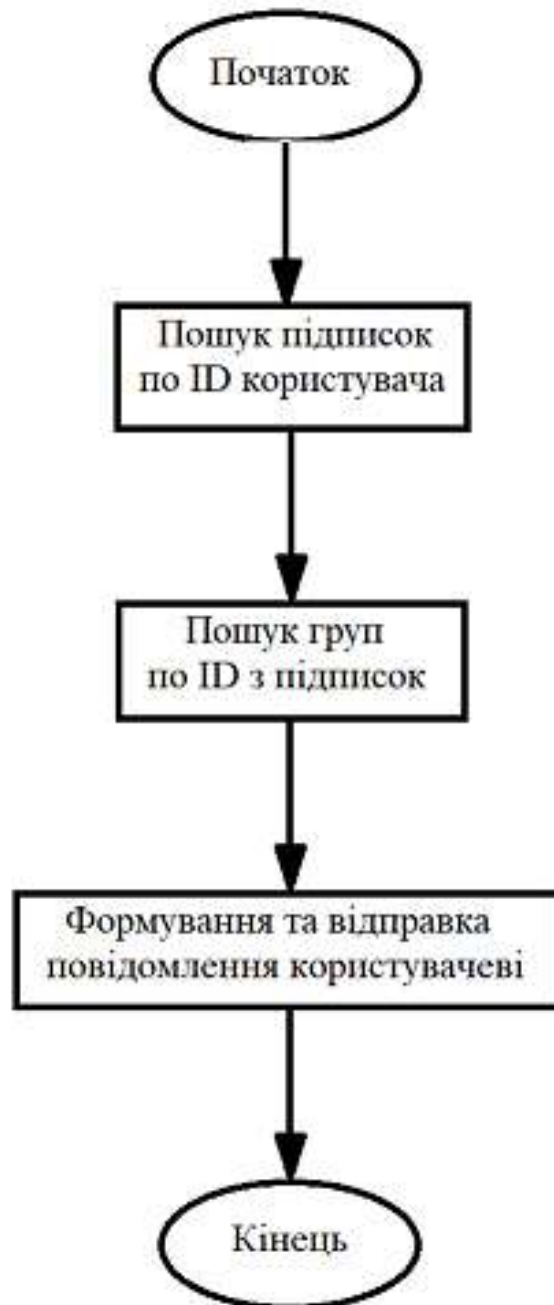 Початок
Пошук підписок
по ID користувача
Пошук груп
по ID з підписок
Формування та відправка
повідомлення користувачеві
Кінець